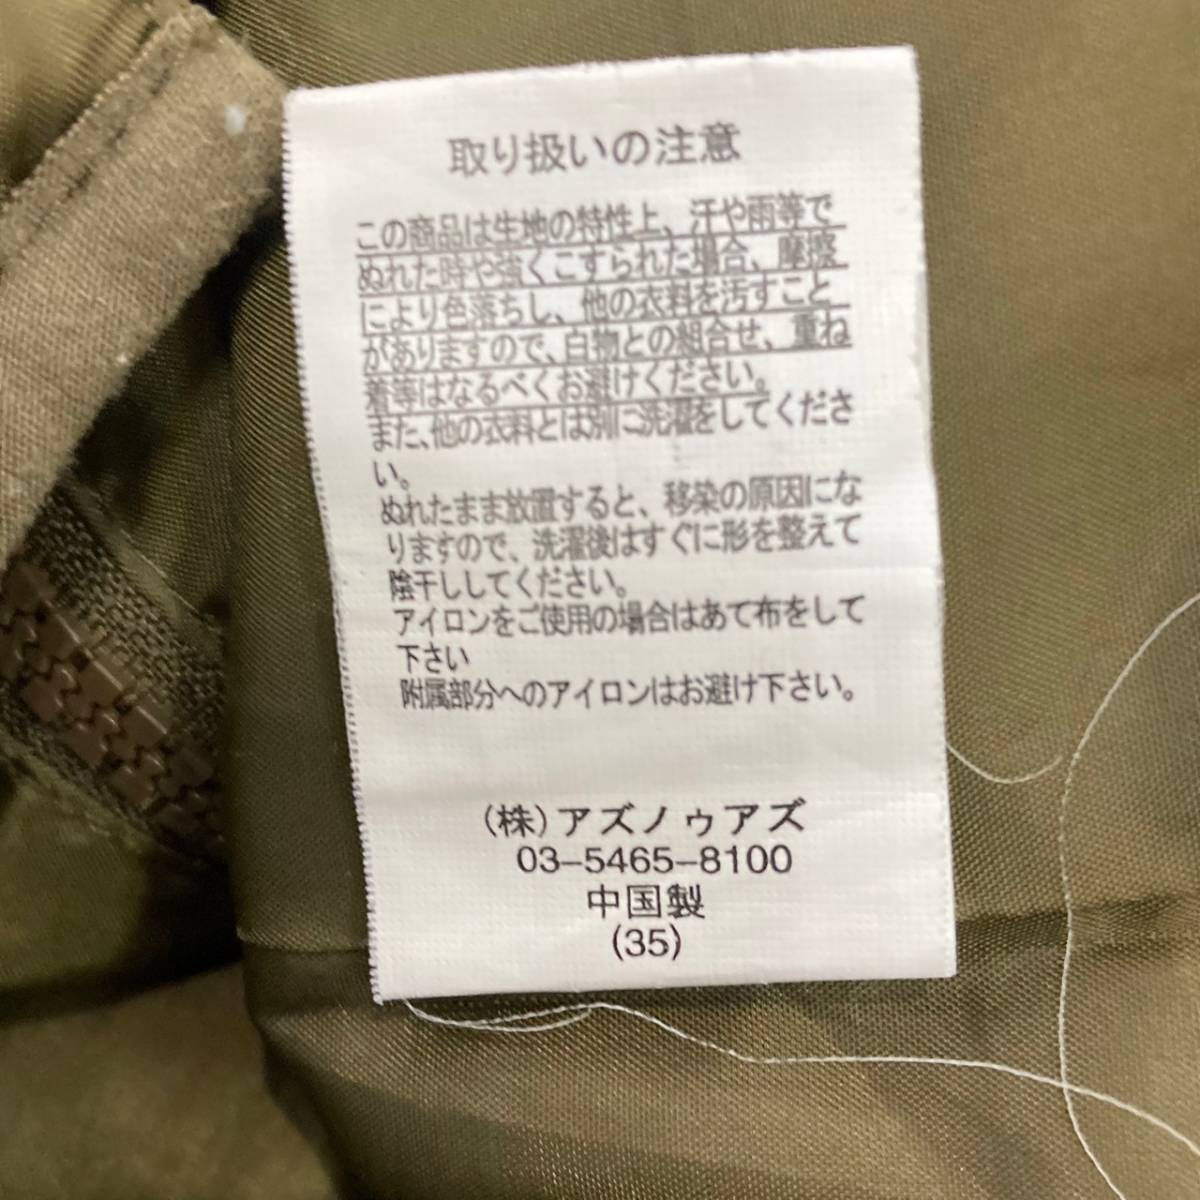 取り扱いの注意
この商品は生地の特性上、汗や雨等で
ぬれた時や強くこすられた場合、摩擦
により色落ちし、他の衣料を汚すこと
がありますので、白物との組合せ、重ね
着等はなるべくお避けください。
また、他の衣料とは別に洗濯をしてくださ
い。
ぬれたまま放置すると、移染の原因にな
りますので、洗濯後はすぐに形を整えて
陰干ししてください。
アイロンをご使用の場合はあて布をして
下さい
附属部分へのアイロンはお避け下さい。
(株)アズノゥアズ
03-5465-8100
中国製
(35)